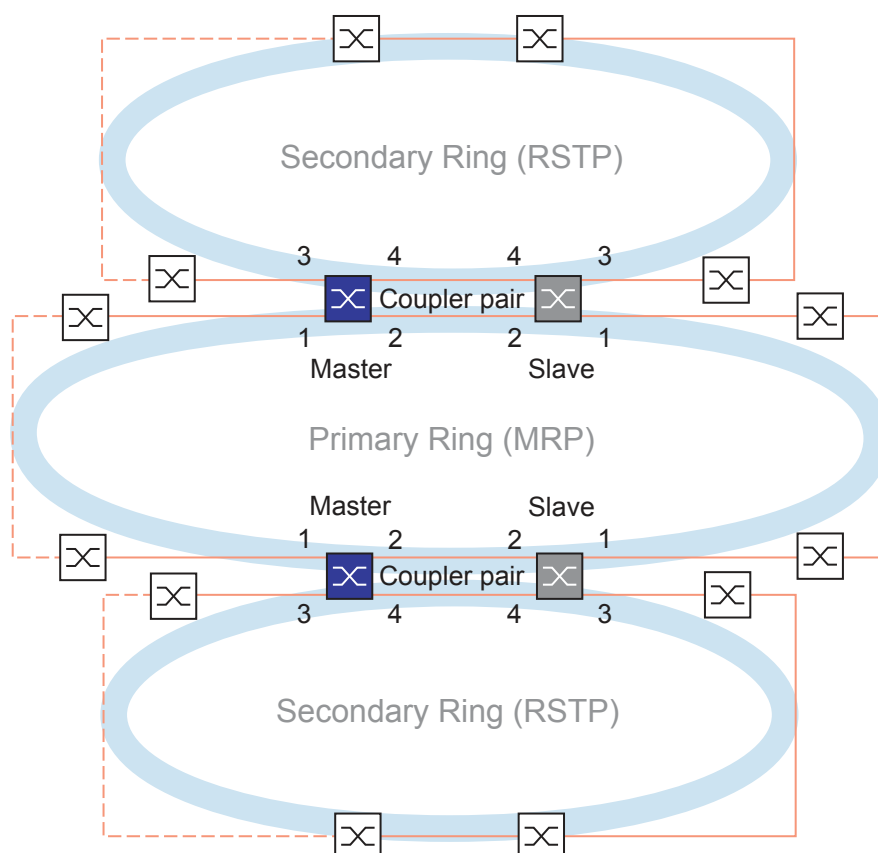 Secondary Ring (RSTP)
3 4 4 3
Coupler pair
1 2 2 1
Master Slave
Primary Ring (MRP)
Master Slave
1 2 2 1
Coupler pair
3 4 4 3
Secondary Ring (RSTP)